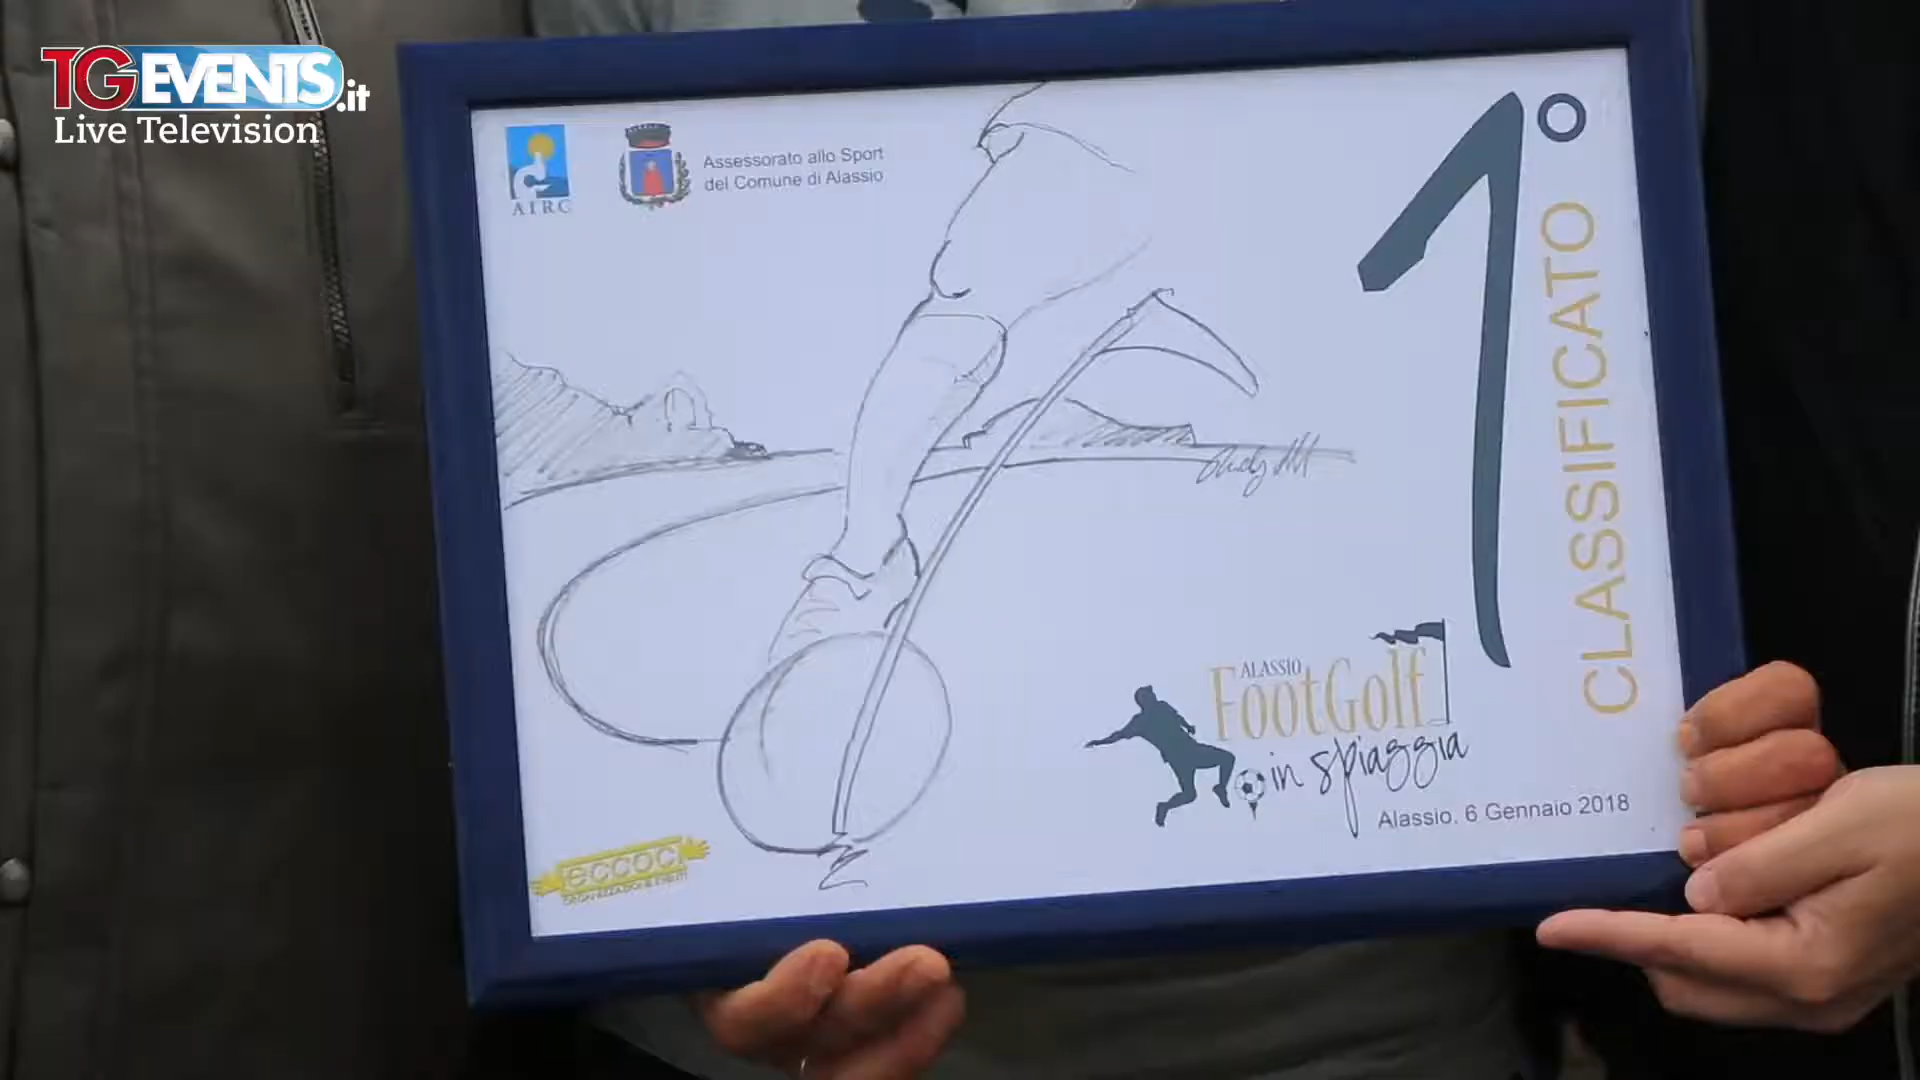 TGEVENTS.it
Live Television
AIRC
Assessorato allo Sport
del Comune di Alassio
1°
CLASSIFICATO
ALASSIO
FootGolf
in spiaggia
Alassio, 6 Gennaio 2018
eccoci